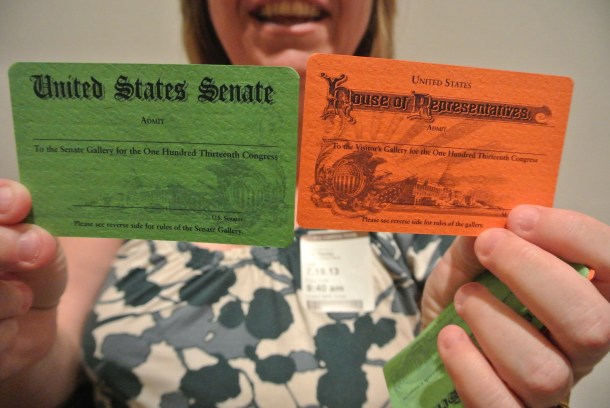 United States Senate
ADMIT
To the Senate Gallery for the One Hundred Thirteenth Congress
U.S. Senator
Please see reverse side for rules of the Senate Gallery.
UNITED STATES
House of Representatives
ADMIT
To the Visitor's Gallery for the One Hundred Thirteenth Congress
Please see reverse side for rules of the gallery.
7.18.13
9:40 am